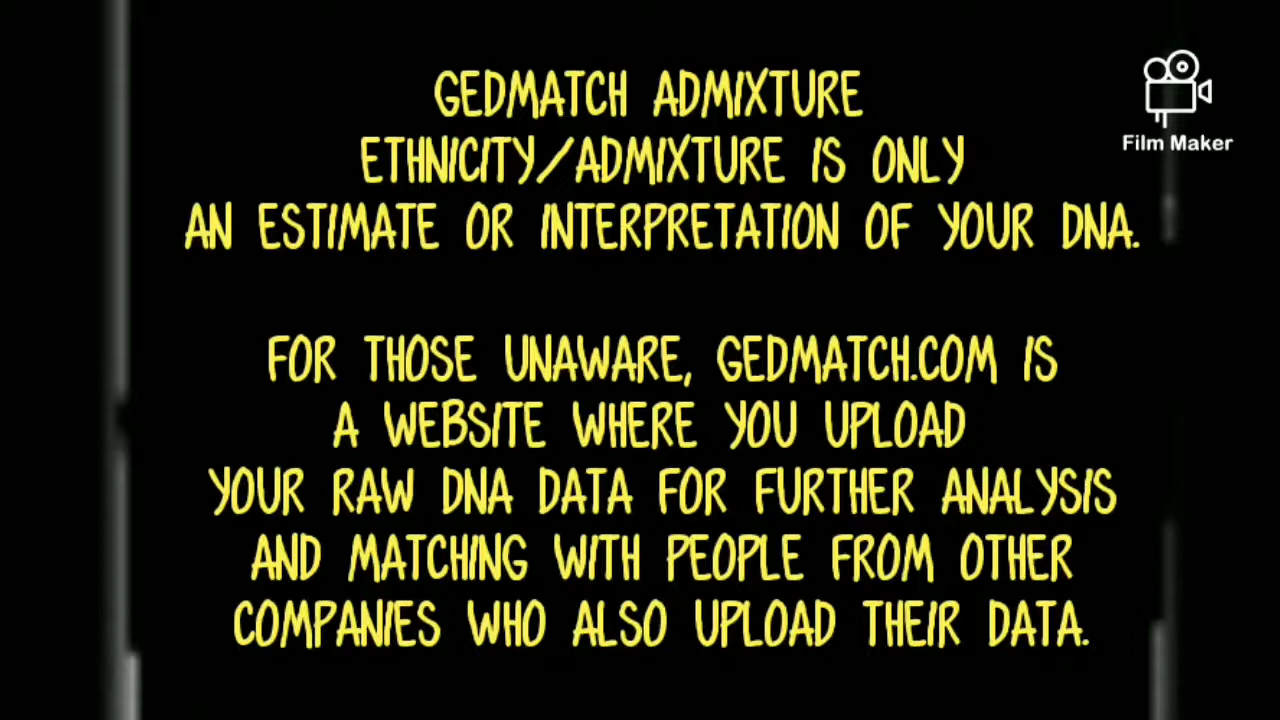 GEDMATCH ADMIXTURE
ETHNICITY/ADMIXTURE IS ONLY
AN ESTIMATE OR INTERPRETATION OF YOUR DNA.
FOR THOSE UNAWARE, GEDMATCH.COM IS
A WEBSITE WHERE YOU UPLOAD
YOUR RAW DNA DATA FOR FURTHER ANALYSIS
AND MATCHING WITH PEOPLE FROM OTHER
COMPANIES WHO ALSO UPLOAD THEIR DATA.
Film Maker